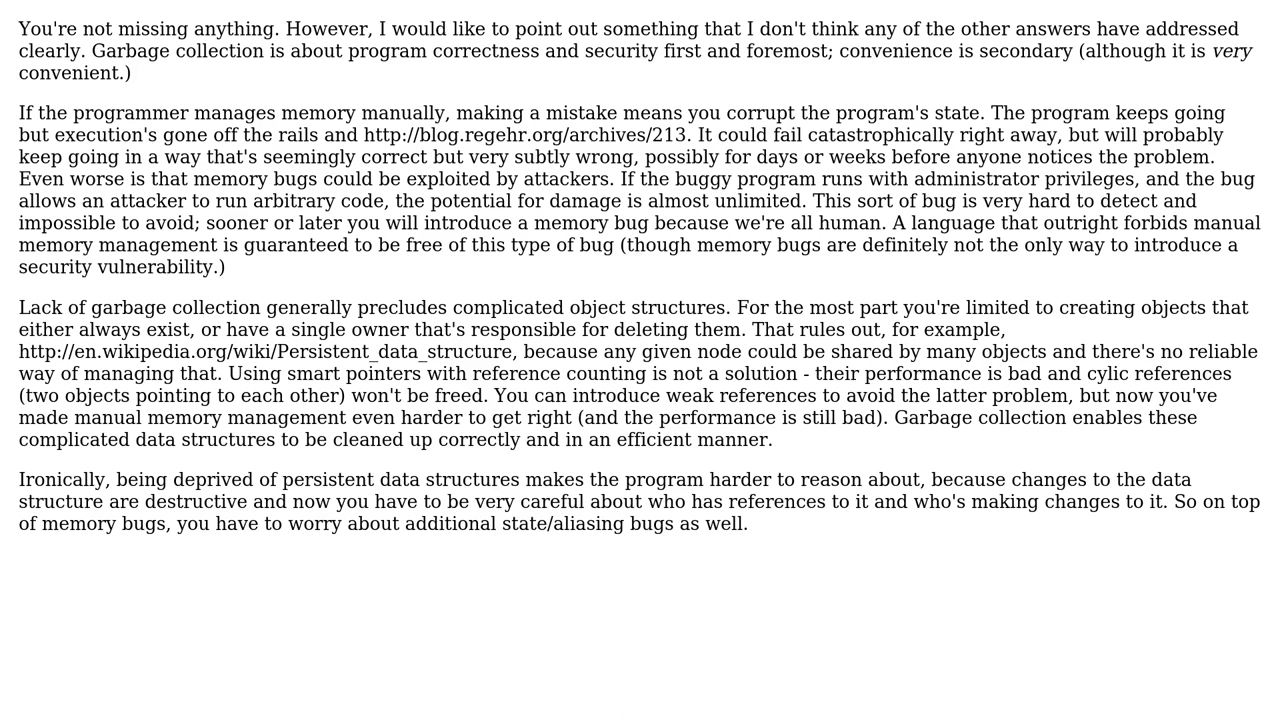 You're not missing anything. However, I would like to point out something that I don't think any of the other answers have addressed
clearly. Garbage collection is about program correctness and security first and foremost; convenience is secondary (although it is very
convenient.)
If the programmer manages memory manually, making a mistake means you corrupt the program's state. The program keeps going
but execution's gone off the rails and http://blog.regehr.org/archives/213. It could fail catastrophically right away, but will probably
keep going in a way that's seemingly correct but very subtly wrong, possibly for days or weeks before anyone notices the problem.
Even worse is that memory bugs could be exploited by attackers. If the buggy program runs with administrator privileges, and the bug
allows an attacker to run arbitrary code, the potential for damage is almost unlimited. This sort of bug is very hard to detect and
impossible to avoid; sooner or later you will introduce a memory bug because we're all human. A language that outright forbids manual
memory management is guaranteed to be free of this type of bug (though memory bugs are definitely not the only way to introduce a
security vulnerability.)
Lack of garbage collection generally precludes complicated object structures. For the most part you're limited to creating objects that
either always exist, or have a single owner that's responsible for deleting them. That rules out, for example,
http://en.wikipedia.org/wiki/Persistent_data_structure, because any given node could be shared by many objects and there's no reliable
way of managing that. Using smart pointers with reference counting is not a solution - their performance is bad and cylic references
(two objects pointing to each other) won't be freed. You can introduce weak references to avoid the latter problem, but now you've
made manual memory management even harder to get right (and the performance is still bad). Garbage collection enables these
complicated data structures to be cleaned up correctly and in an efficient manner.
Ironically, being deprived of persistent data structures makes the program harder to reason about, because changes to the data
structure are destructive and now you have to be very careful about who has references to it and who's making changes to it. So on top
of memory bugs, you have to worry about additional state/aliasing bugs as well.